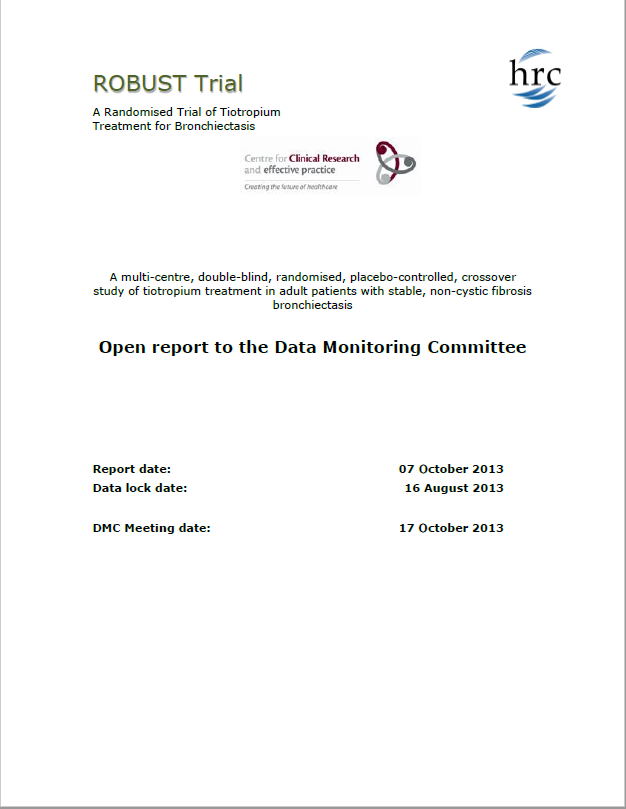 ROBUST Trial
hrc
A Randomised Trial of Tiotropium
Treatment for Bronchiectasis
Centre for Clinical Research
and effective practice
Creating the future of healthcare
A multi-centre, double-blind, randomised, placebo-controlled, crossover
study of tiotropium treatment in adult patients with stable, non-cystic fibrosis
bronchiectasis
Open report to the Data Monitoring Committee
Report date: 07 October 2013
Data lock date: 16 August 2013
DMC Meeting date: 17 October 2013